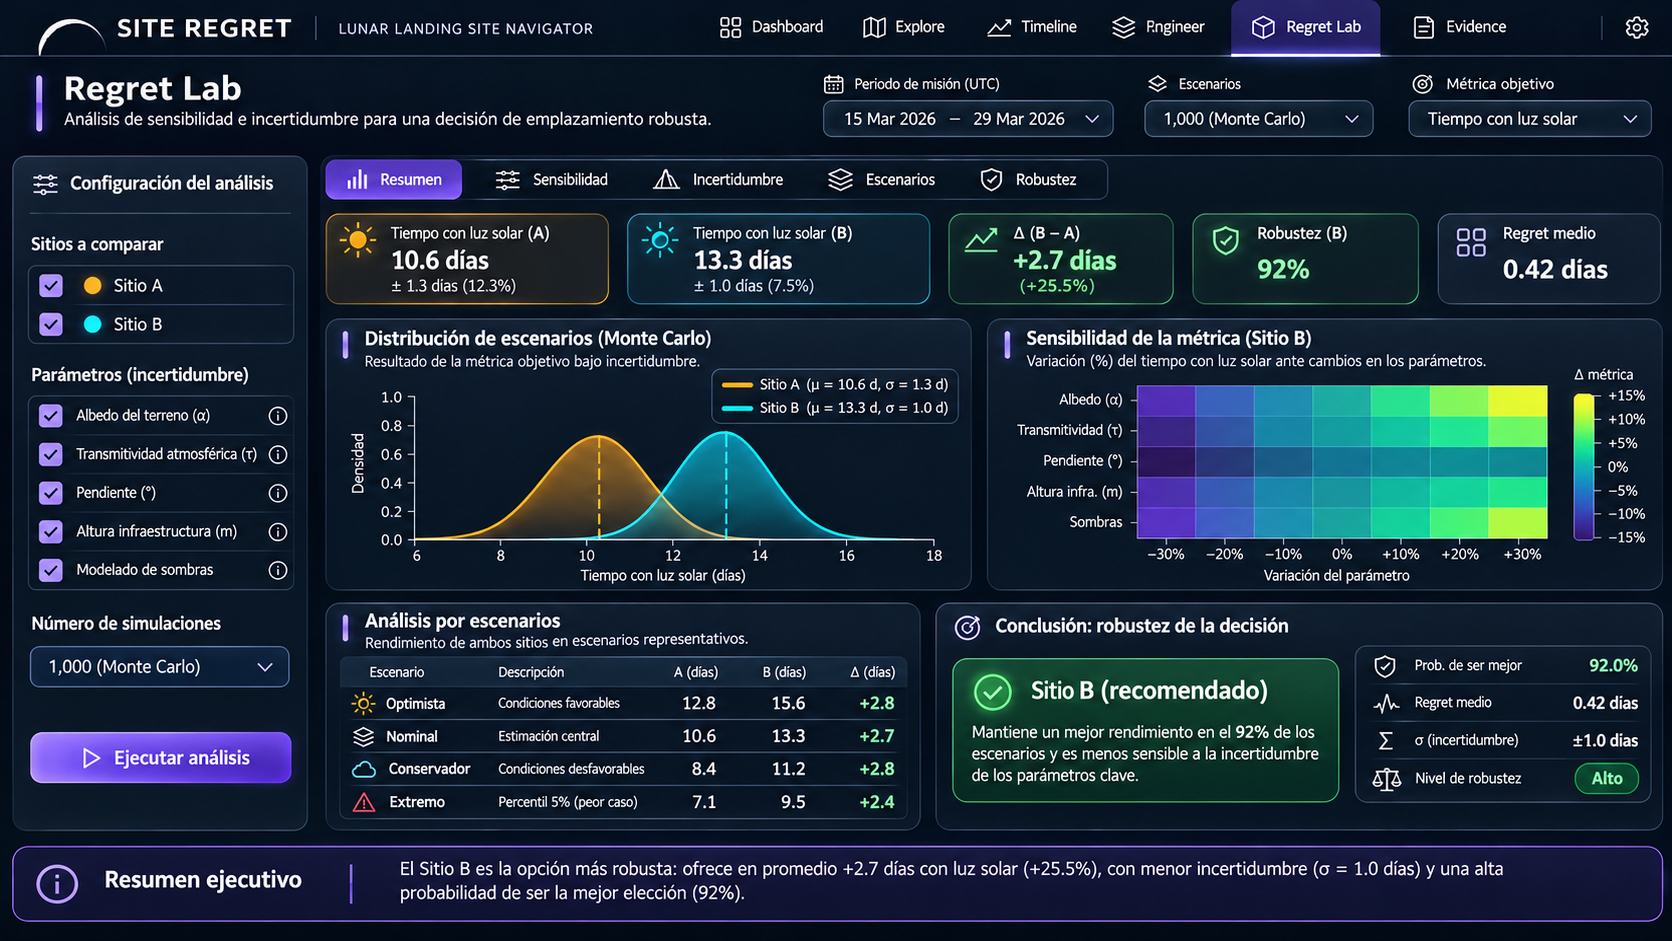 SITE REGRET
LUNAR LANDING SITE NAVIGATOR
Dashboard
Explore
Timeline
P.ngineer
Regret Lab
Evidence
Regret Lab
Análisis de sensibilidad e incertidumbre para una decisión de emplazamiento robusta.
Periodo de misión (UTC)
15 Mar 2026 – 29 Mar 2026
Escenarios
1,000 (Monte Carlo)
Métrica objetivo
Tiempo con luz solar
Configuración del análisis
Sitios a comparar
Sitio A
Sitio B
Parámetros (incertidumbre)
Albedo del terreno (α)
Transmitividad atmosférica (τ)
Pendiente (°)
Altura infraestructura (m)
Modelado de sombras
Número de simulaciones
1,000 (Monte Carlo)
Ejecutar análisis
Resumen
Sensibilidad
Incertidumbre
Escenarios
Robustez
Tiempo con luz solar (A)
10.6 días
± 1.3 días (12.3%)
Tiempo con luz solar (B)
13.3 días
± 1.0 días (7.5%)
Δ (B – A)
+2.7 días
(+25.5%)
Robustez (B)
92%
Regret medio
0.42 días
Distribución de escenarios (Monte Carlo)
Resultado de la métrica objetivo bajo incertidumbre.
Sitio A (μ = 10.6 d, σ = 1.3 d)
Sitio B (μ = 13.3 d, σ = 1.0 d)
Densidad
1.0
0.8
0.6
0.4
0.2
0.0
6 8 10 12 14 16 18
Tiempo con luz solar (días)
Sensibilidad de la métrica (Sitio B)
Variación (%) del tiempo con luz solar ante cambios en los parámetros.
Albedo (α)
Transmitividad (τ)
Pendiente (°)
Altura infra. (m)
Sombras
−30% −20% −10% 0% +10% +20% +30%
Variación del parámetro
Δ métrica
+15%
+10%
+5%
0%
−5%
−10%
−15%
Análisis por escenarios
Rendimiento de ambos sitios en escenarios representativos.
Escenario Descripción A (días) B (días) Δ (días)
Optimista Condiciones favorables 12.8 15.6 +2.8
Nominal Estimación central 10.6 13.3 +2.7
Conservador Condiciones desfavorables 8.4 11.2 +2.8
Extremo Percentil 5% (peor caso) 7.1 9.5 +2.4
Conclusión: robustez de la decisión
Sitio B (recomendado)
Mantiene un mejor rendimiento en el 92% de los
escenarios y es menos sensible a la incertidumbre
de los parámetros clave.
Prob. de ser mejor 92.0%
Regret medio 0.42 dias
σ (incertidumbre) ±1.0 dias
Nivel de robustez Alto
Resumen ejecutivo
El Sitio B es la opción más robusta: ofrece en promedio +2.7 días con luz solar (+25.5%), con menor incertidumbre (σ = 1.0 días) y una alta
probabilidad de ser la mejor elección (92%).